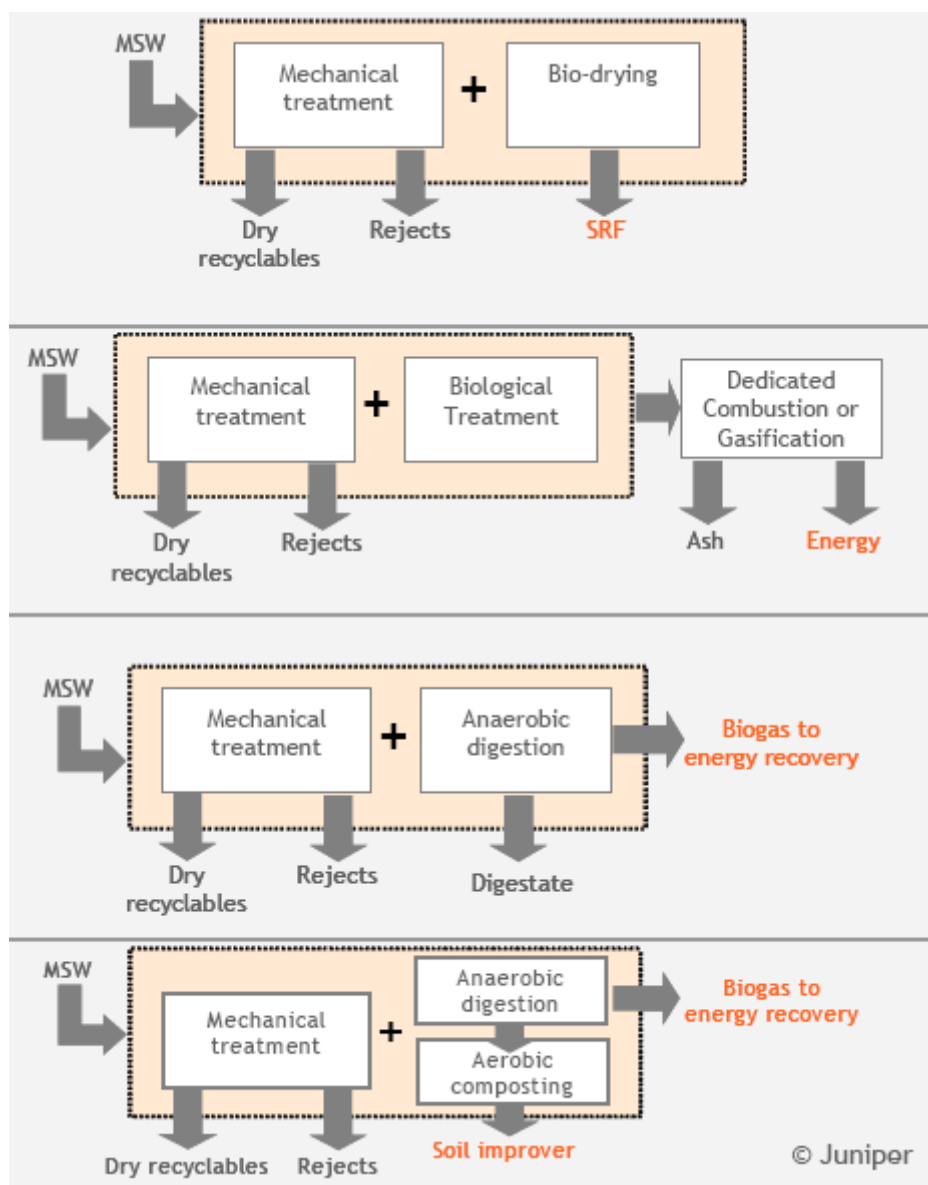 MSW
Mechanical
treatment
+
Bio-drying
Dry
recyclables
Rejects
SRF
MSW
Mechanical
treatment
+
Biological
Treatment
Dedicated
Combustion or
Gasification
Dry
recyclables
Rejects
Ash
Energy
MSW
Mechanical
treatment
+
Anaerobic
digestion
Biogas to
energy recovery
Dry
recyclables
Rejects
Digestate
MSW
Mechanical
treatment
+
Anaerobic
digestion
Aerobic
composting
Biogas to
energy recovery
Dry recyclables
Rejects
Soil improver
© Juniper